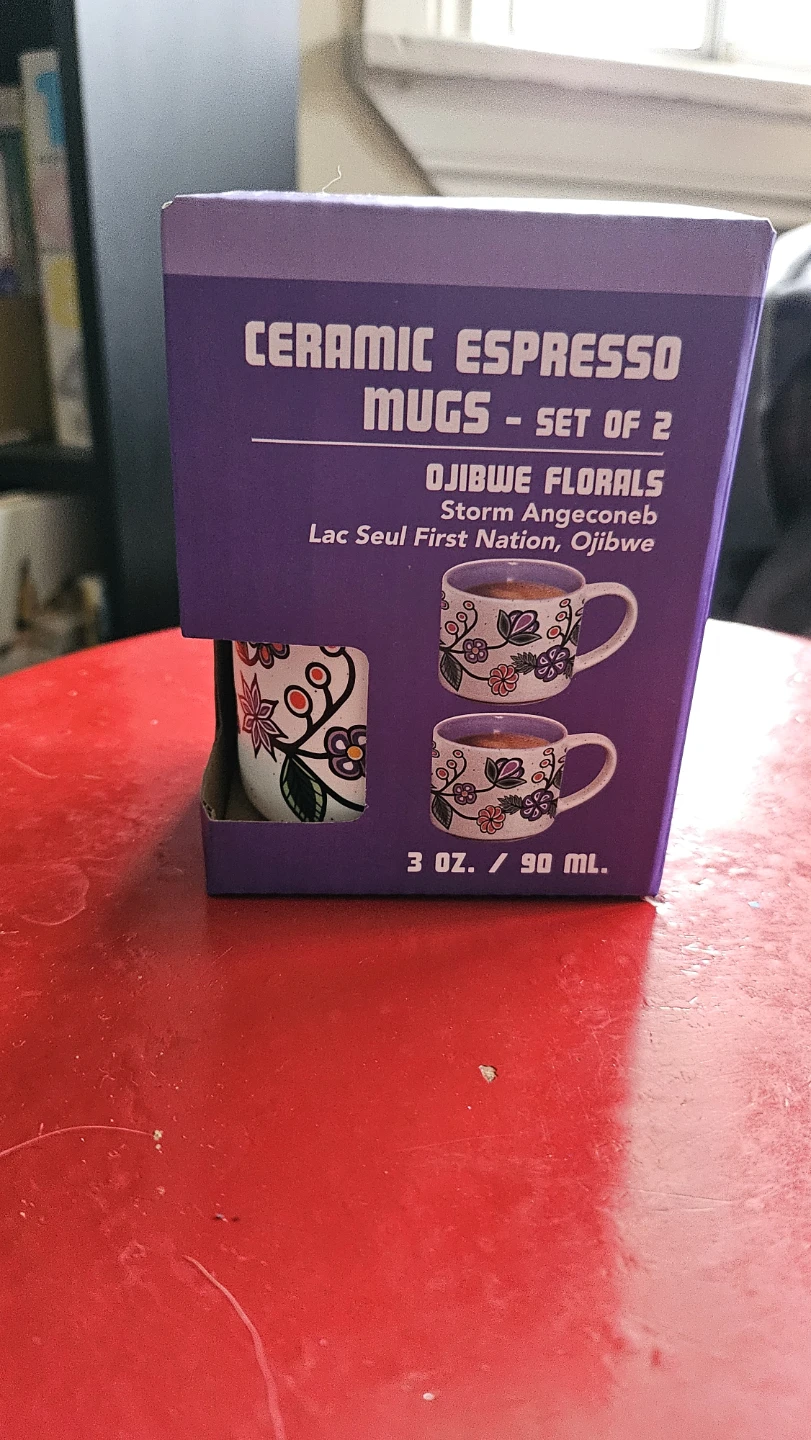 CERAMIC ESPRESSO
MUGS - SET OF 2
OJIBWE FLORALS
Storm Angeconeb
Lac Seul First Nation, Ojibwe
3 OZ. / 90 ML.